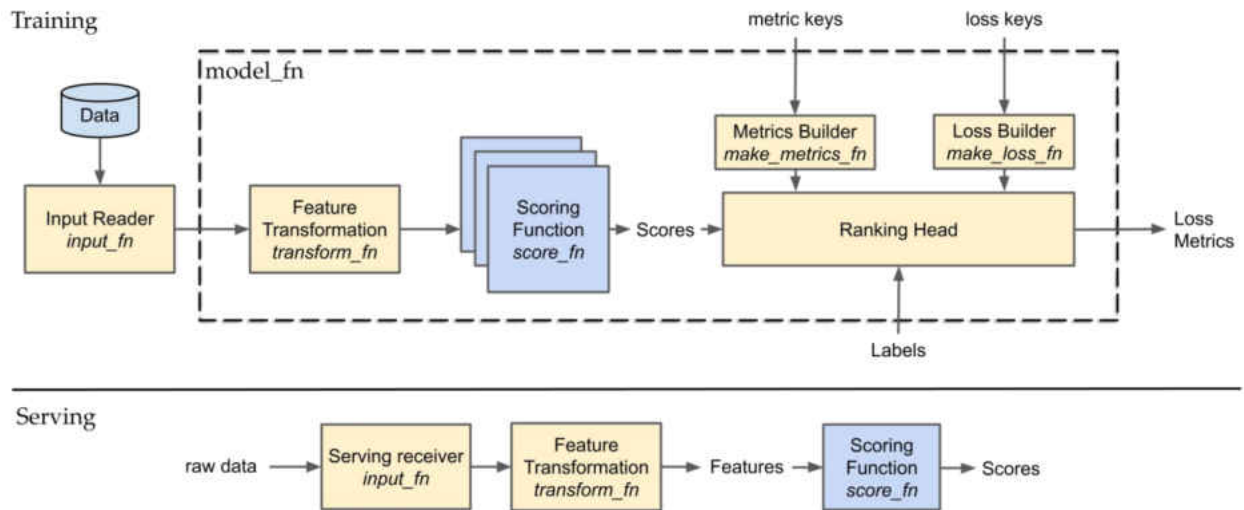 Training
metric keys
loss keys
model_fn
Data
Metrics Builder
make_metrics_fn
Loss Builder
make_loss_fn
Input Reader
input_fn
Feature
Transformation
transform_fn
Scoring
Function
score_fn
Scores
Ranking Head
Loss
Metrics
Labels
Serving
raw data
Serving receiver
input_fn
Feature
Transformation
transform_fn
Features
Scoring
Function
score_fn
Scores